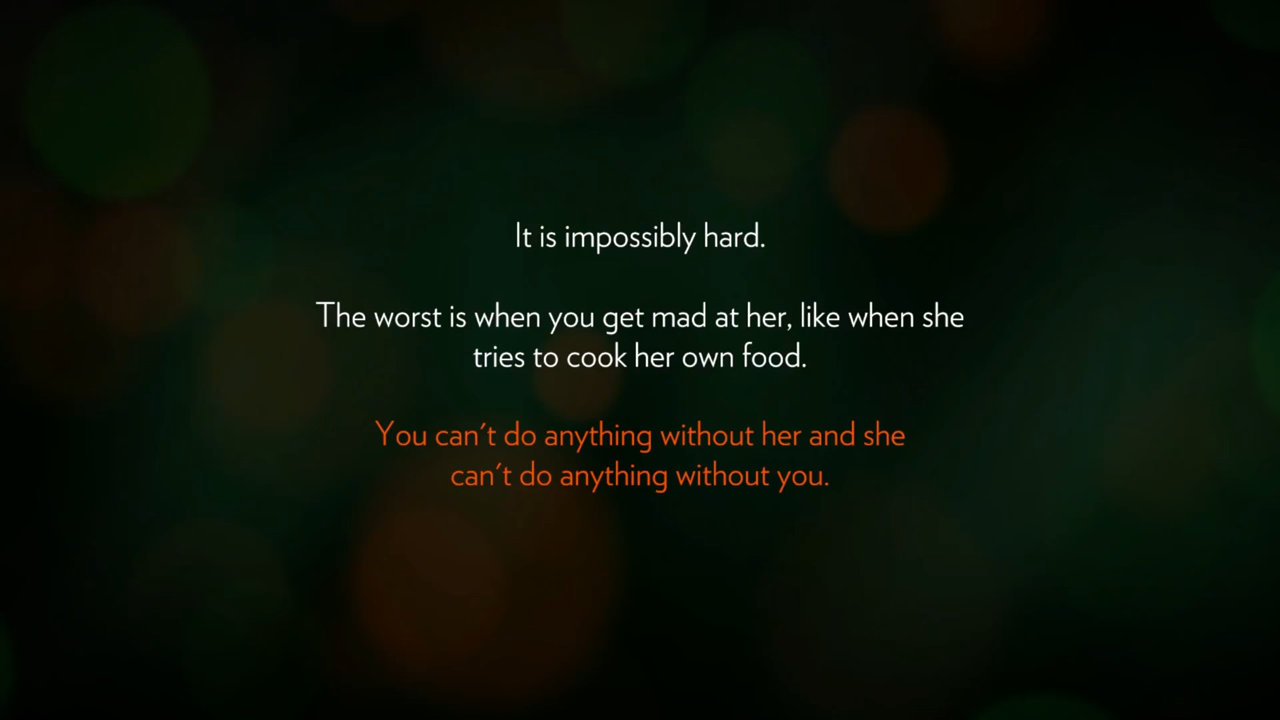 It is impossibly hard.
The worst is when you get mad at her, like when she
tries to cook her own food.
You can't do anything without her and she
can't do anything without you.